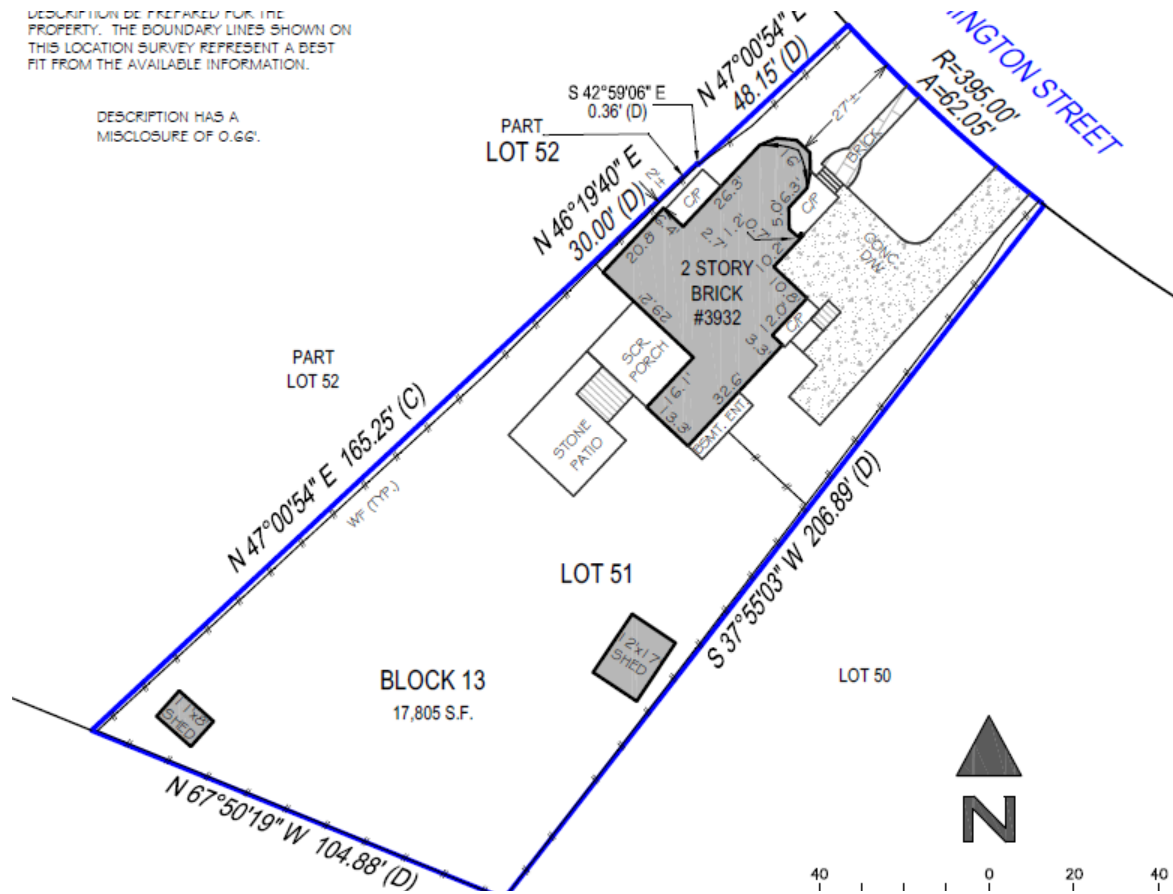 DESCRIPTION BE PREPARED FOR THE
PROPERTY. THE BOUNDARY LINES SHOWN ON
THIS LOCATION SURVEY REPRESENT A BEST
FIT FROM THE AVAILABLE INFORMATION.
DESCRIPTION HAS A
MISCLOSURE OF 0.66'.
MINGTON STREET
R=395.00'
A=62.05'
N 47°00'54" E
48.15' (D)
S 42°59'06" E
0.36' (D)
PART
LOT 52
N 46°19'40" E
30.00' (D)
27'±
BRICK
16'
C/P
26.3'
6.3'
5.0'
C/P
20.8'
2.7'
1.2'
0.7'
10.2'
CONC.
D/W
2 STORY
BRICK
#3932
10.8'
12.0'
C/P
3.3'
29.2'
SCR.
PORCH
16.1'
32.6'
13.3'
BSMT. ENT.
STONE
PATIO
PART
LOT 52
N 47°00'54" E 165.25' (C)
WF (TYP.)
S 37°55'03" W 206.89' (D)
LOT 51
12'x17'
SHED
LOT 50
BLOCK 13
17,805 S.F.
11'x8'
SHED
N 67°50'19" W 104.88' (D)
N
40 0 20 40